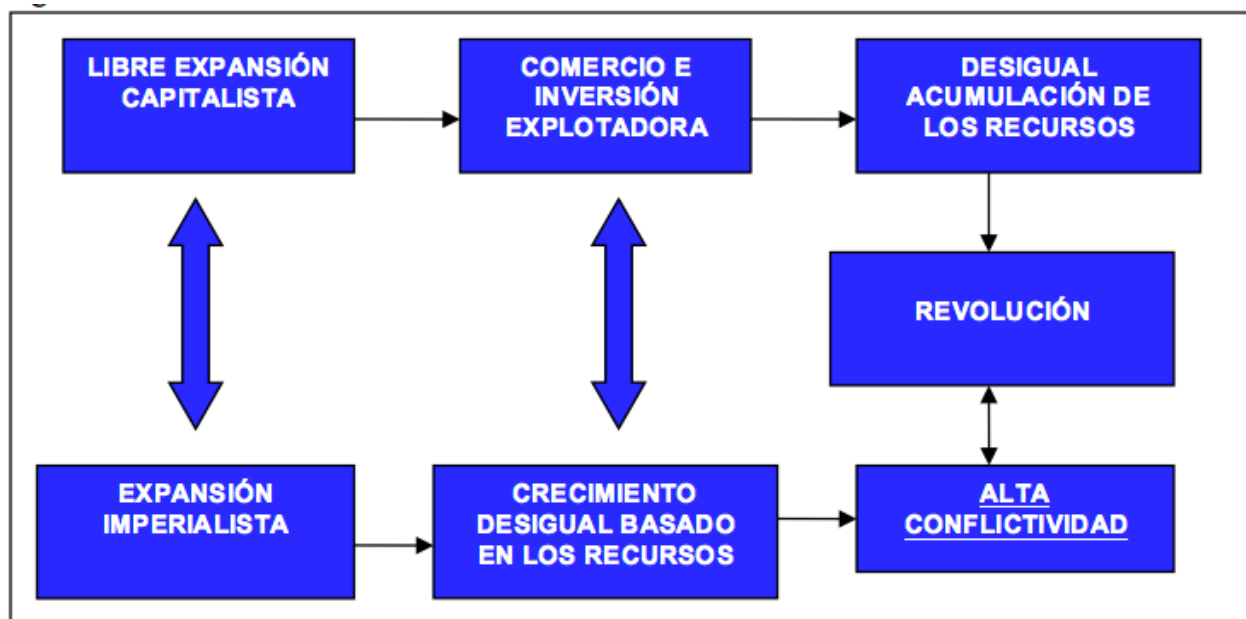 LIBRE EXPANSIÓN
CAPITALISTA
COMERCIO E
INVERSIÓN
EXPLOTADORA
DESIGUAL
ACUMULACIÓN DE
LOS RECURSOS
REVOLUCIÓN
EXPANSIÓN
IMPERIALISTA
CRECIMIENTO
DESIGUAL BASADO
EN LOS RECURSOS
ALTA
CONFLICTIVIDAD